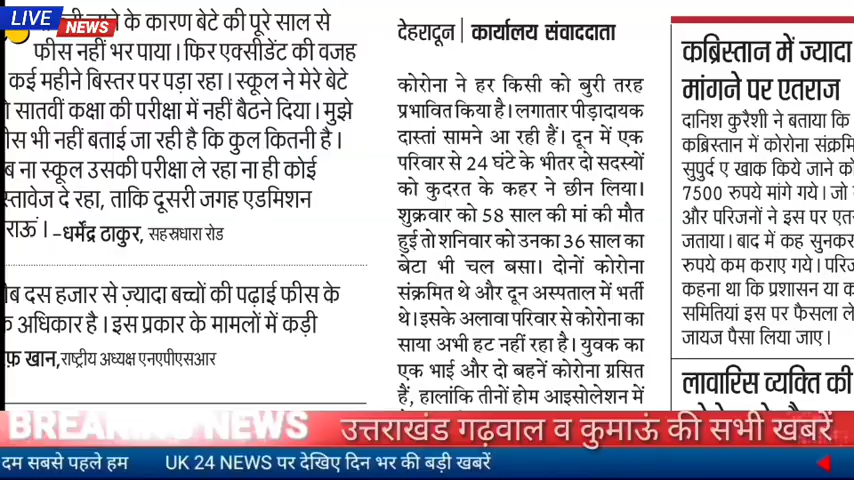 LIVE
NEWS
के कारण बेटे की पूरे साल से
फीस नहीं भर पाया। फिर एक्सीडेंट की वजह
कई महीने बिस्तर पर पड़ा रहा। स्कूल ने मेरे बेटे
सातवीं कक्षा की परीक्षा में नहीं बैठने दिया। मुझे
स भी नहीं बताई जा रही है कि कुल कितनी है।
ब ना स्कूल उसकी परीक्षा ले रहा ना ही कोई
स्तावेज दे रहा, ताकि दूसरी जगह एडमिशन
राऊं। -धर्मेंद्र ठाकुर, सहस्रधारा रोड
ब दस हजार से ज़्यादा बच्चों की पढ़ाई फीस के
अधिकार है। इस प्रकार के मामलों में कड़ी
फ़ खान, राष्ट्रीय अध्यक्ष एनएपीएसआर
देहरादून | कार्यालय संवाददाता
कोरोना ने हर किसी को बुरी तरह
प्रभावित किया है। लगातार पीड़ादायक
दास्तां सामने आ रही हैं। दून में एक
परिवार से 24 घंटे के भीतर दो सदस्यों
को कुदरत के कहर ने छीन लिया।
शुक्रवार को 58 साल की मां की मौत
हुई तो शनिवार को उनका 36 साल का
बेटा भी चल बसा। दोनों कोरोना
संक्रमित थे और दून अस्पताल में भर्ती
थे। इसके अलावा परिवार से कोरोना का
साया अभी हट नहीं रहा है। युवक का
एक भाई और दो बहनें कोरोना ग्रसित
हैं, हालांकि तीनों होम आइसोलेशन में
कब्रिस्तान में ज्यादा
मांगने पर एतराज
दानिश कुरैशी ने बताया कि
कब्रिस्तान में कोरोना संक्रमि
सुपुर्द ए खाक किये जाने को
7500 रुपये मांगे गये। जो
और परिजनों ने इस पर एत
जताया। बाद में कह सुनकर
रुपये कम कराए गये। परिज
कहना था कि प्रशासन या क
समितियां इस पर फैसला ले
जायज पैसा लिया जाए।
लावारिस व्यक्ति की
BREAKING NEWS
उत्तराखंड गढ़वाल व कुमाऊं की सभी खबरें
दम सबसे पहले हम UK 24 NEWS पर देखिए दिन भर की बड़ी खबरें